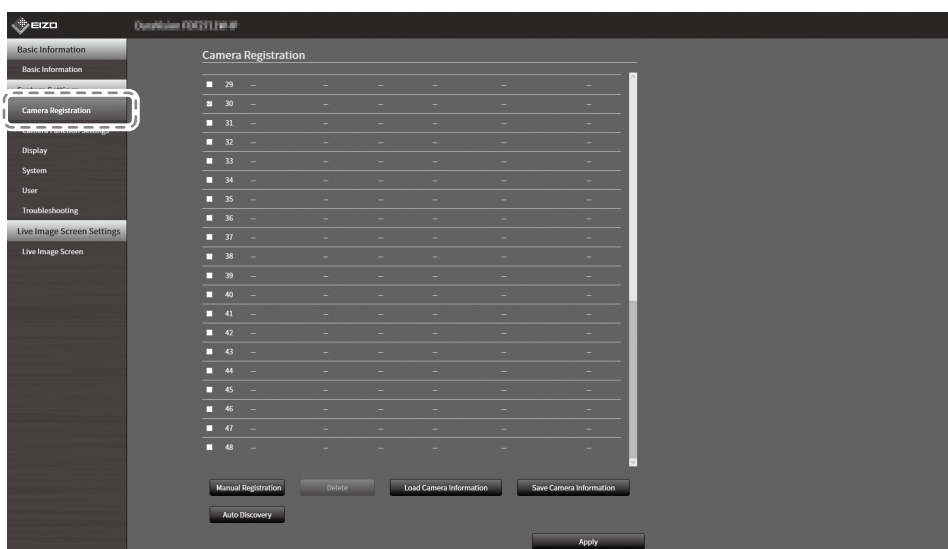 EIZO
Basic Information
Basic Information
Camera Registration
Display
System
User
Troubleshooting
Live Image Screen Settings
Live Image Screen
Camera Registration
29 -- -- -- -- -- --
30 -- -- -- -- -- --
31 -- -- -- -- -- --
32 -- -- -- -- -- --
33 -- -- -- -- -- --
34 -- -- -- -- -- --
35 -- -- -- -- -- --
36 -- -- -- -- -- --
37 -- -- -- -- -- --
38 -- -- -- -- -- --
39 -- -- -- -- -- --
40 -- -- -- -- -- --
41 -- -- -- -- -- --
42 -- -- -- -- -- --
43 -- -- -- -- -- --
44 -- -- -- -- -- --
45 -- -- -- -- -- --
46 -- -- -- -- -- --
47 -- -- -- -- -- --
48 -- -- -- -- -- --
Manual Registration Delete Load Camera Information Save Camera Information
Auto Discovery
Apply